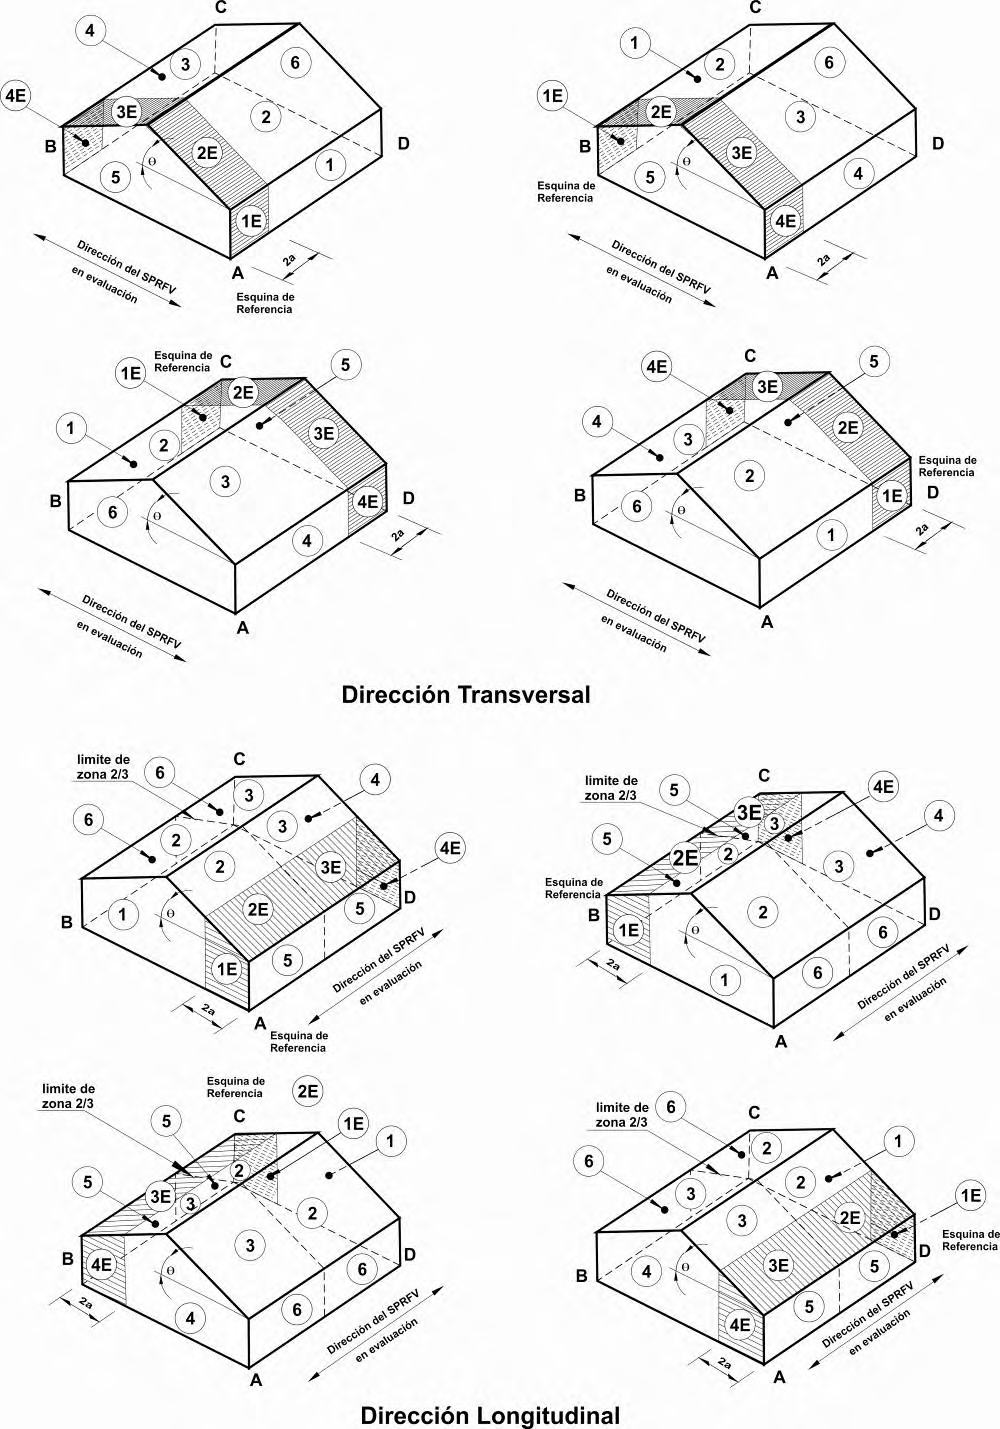 C
4
3
6
4E
3E
2
B
2E
D
θ
5
1
1E
A
2a
Dirección del SPRFV
en evaluación
Esquina de
Referencia
C
1
2
6
1E
2E
3
B
3E
D
θ
5
4
Esquina de
Referencia
4E
A
2a
Dirección del SPRFV
en evaluación
Esquina de
Referencia
C
5
1E
2E
1
2
3E
3
B
6
θ
4E
D
4
2a
Dirección del SPRFV
en evaluación
A
C
5
4E
3E
4
3
2E
2
Esquina de
Referencia
B
6
θ
1E
D
1
2a
Dirección del SPRFV
en evaluación
A
Dirección Transversal
limite de
zona 2/3
C
6
3
4
6
2
3
2
3E
4E
B
1
θ
2E
5
D
1E
5
2a
A
Esquina de
Referencia
Dirección del SPRFV
en evaluación
limite de
zona 2/3
C
5
4E
3E
3
4
5
2E
2
3
Esquina de
Referencia
B
1E
θ
2
6
D
2a
1
6
A
Dirección del SPRFV
en evaluación
limite de
zona 2/3
Esquina de
Referencia
2E
C
5
1E
1
5
3E
3
2
2
B
4E
θ
3
6
D
2a
4
6
A
Dirección del SPRFV
en evaluación
limite de
zona 2/3
6
C
6
2
1
3
2
1E
3
2E
B
4
θ
3E
5
D
Esquina de
Referencia
4E
5
2a
A
Dirección del SPRFV
en evaluación
Dirección Longitudinal